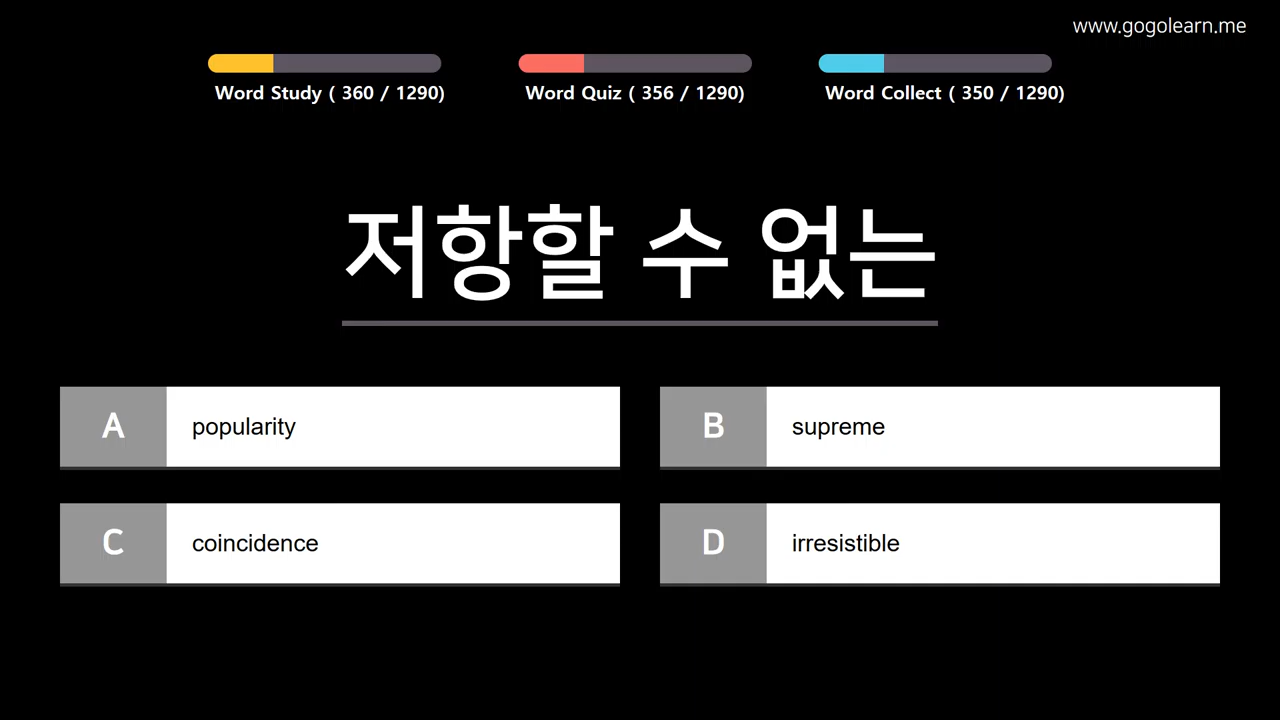 www.gogolearn.me
Word Study ( 360 / 1290)
Word Quiz ( 356 / 1290)
Word Collect ( 350 / 1290)
저항할 수 없는
A popularity
B supreme
C coincidence
D irresistible